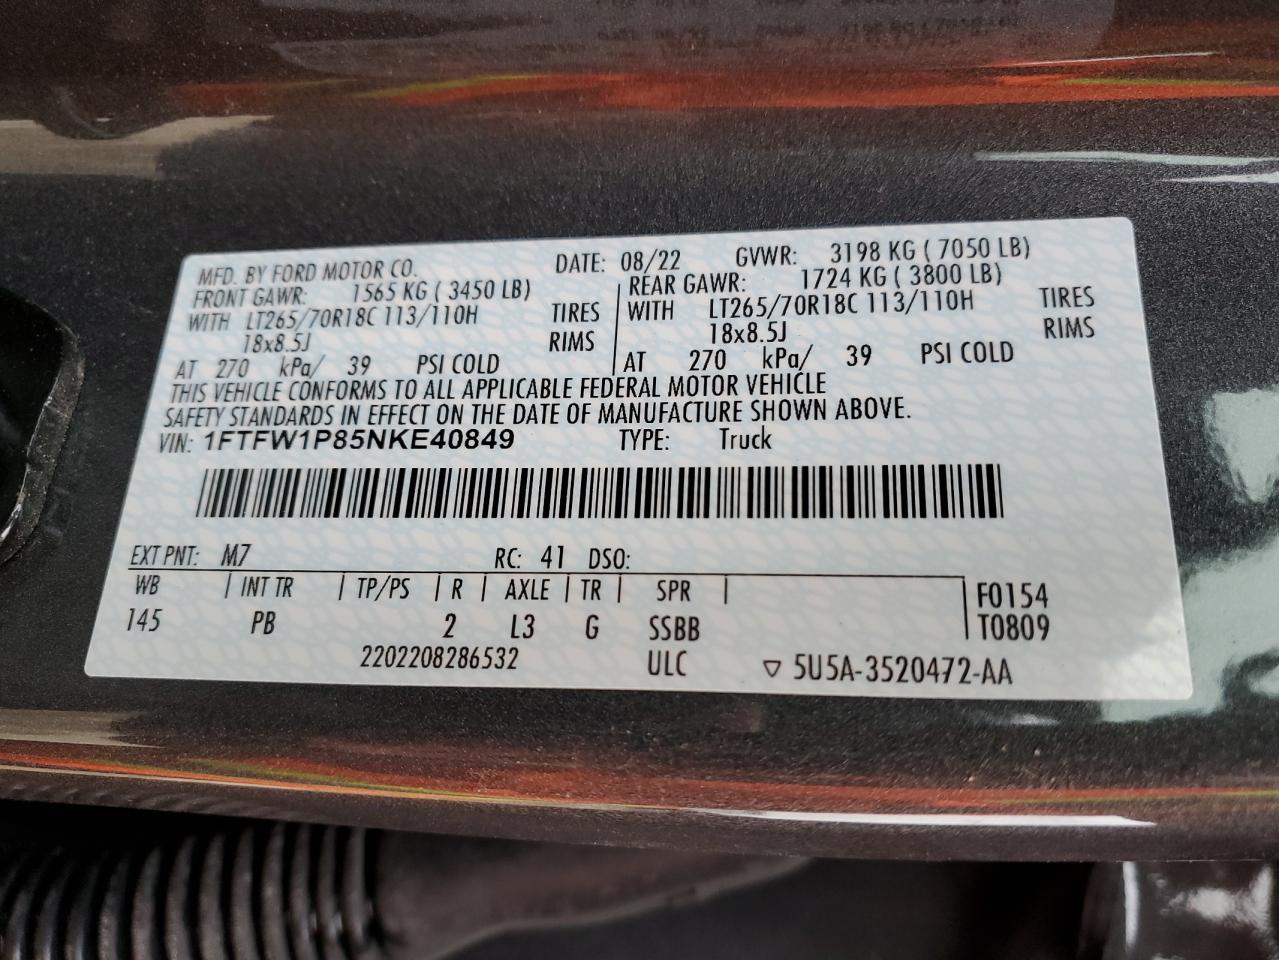 MFD. BY FORD MOTOR CO. DATE: 08/22 GVWR: 3198 KG ( 7050 LB)
FRONT GAWR: 1565 KG ( 3450 LB) REAR GAWR: 1724 KG ( 3800 LB)
WITH LT265/70R18C 113/110H TIRES WITH LT265/70R18C 113/110H TIRES
18x8.5J RIMS 18x8.5J RIMS
AT 270 kPa/ 39 PSI COLD AT 270 kPa/ 39 PSI COLD
THIS VEHICLE CONFORMS TO ALL APPLICABLE FEDERAL MOTOR VEHICLE
SAFETY STANDARDS IN EFFECT ON THE DATE OF MANUFACTURE SHOWN ABOVE.
VIN: 1FTFW1P85NKE40849 TYPE: Truck
EXT PNT: M7 RC: 41 DSO:
WB INT TR TP/PS R AXLE TR SPR F0154
145 PB 2 L3 G SSBB T0809
2202208286532 ULC ▽ 5U5A-3520472-AA